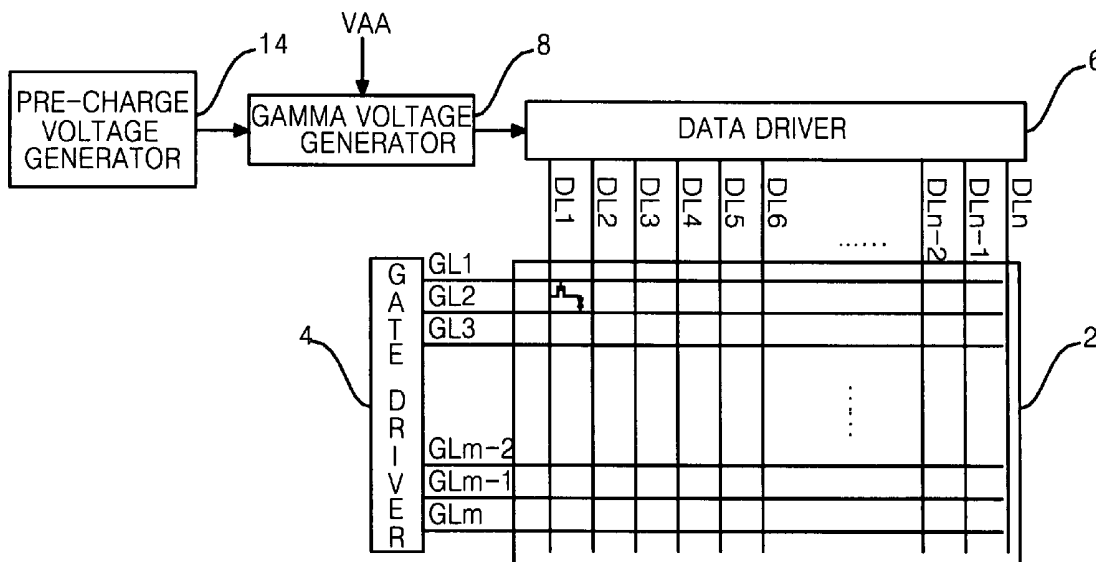 VAA
14
8
6
PRE-CHARGE
VOLTAGE
GENERATOR
GAMMA VOLTAGE
GENERATOR
DATA DRIVER
DL1
DL2
DL3
DL4
DL5
DL6
......
DLn-2
DLn-1
DLn
GATE DRIVER
GL1
GL2
GL3
4
2
......
GLm-2
GLm-1
GLm